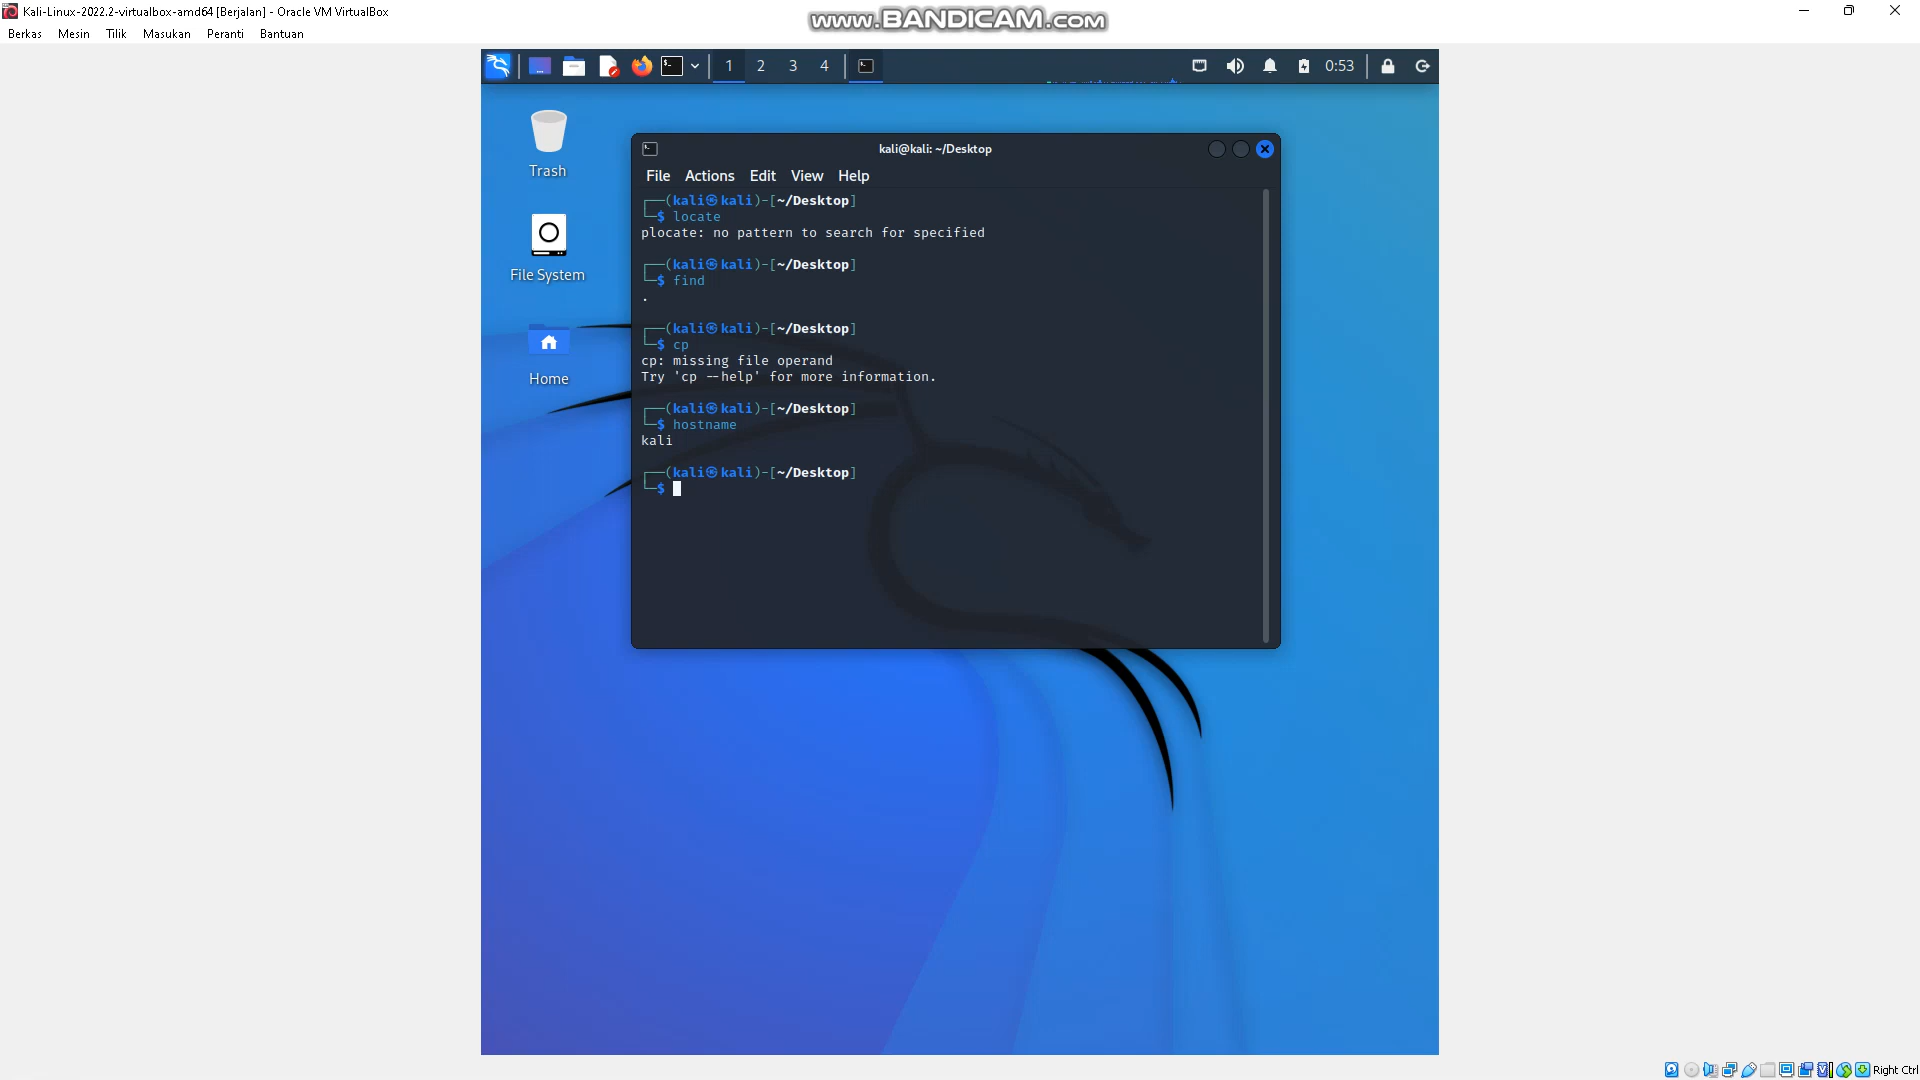 Kali-Linux-2022.2-virtualbox-amd64 [Berjalan] - Oracle VM VirtualBox
www.BANDICAM.com
Berkas Mesin Tilik Masukan Peranti Bantuan
1 2 3 4 0:53
Trash
File System
Home
kali@kali: ~/Desktop
File Actions Edit View Help
┌──(kali㉿kali)-[~/Desktop]
└─$ locate
plocate: no pattern to search for specified
┌──(kali㉿kali)-[~/Desktop]
└─$ find
.
┌──(kali㉿kali)-[~/Desktop]
└─$ cp
cp: missing file operand
Try 'cp --help' for more information.
┌──(kali㉿kali)-[~/Desktop]
└─$ hostname
kali
┌──(kali㉿kali)-[~/Desktop]
└─$
Right Ctrl